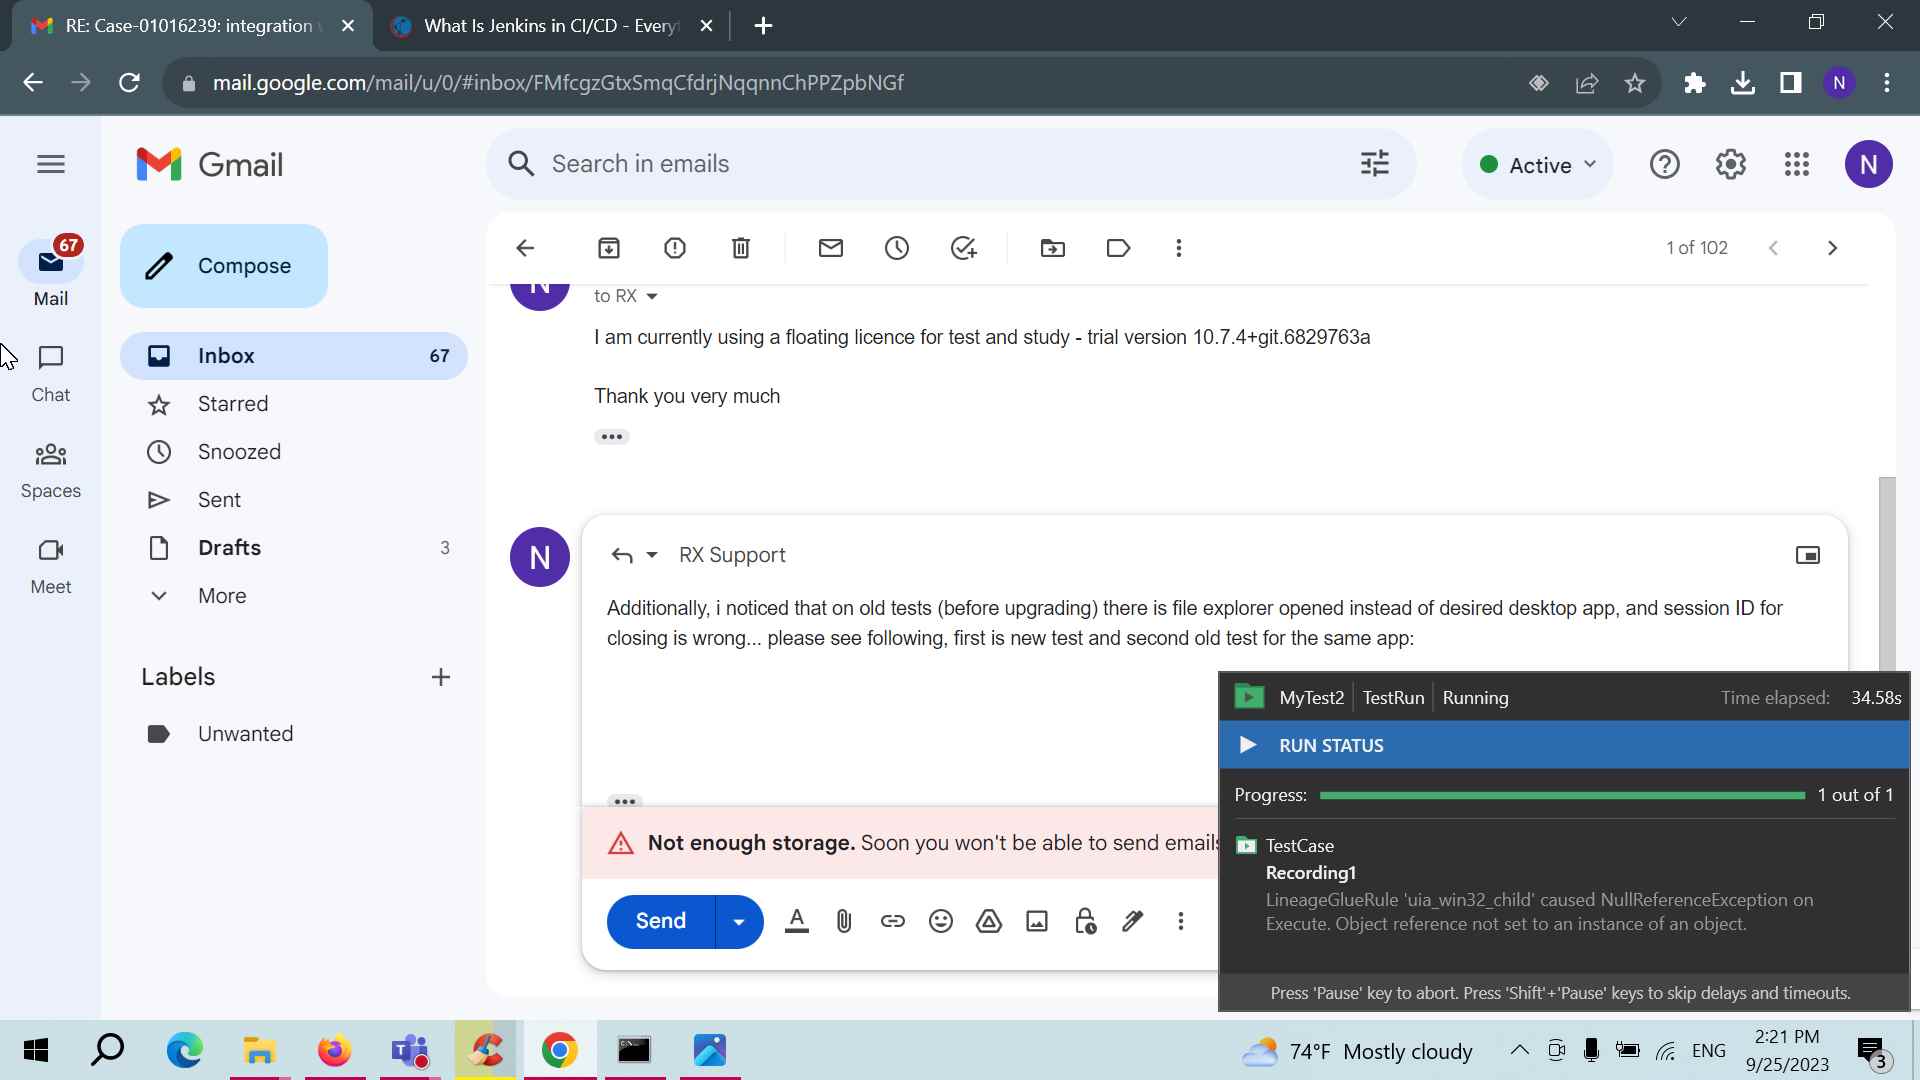 RE: Case-01016239: integration
What Is Jenkins in CI/CD - Every
mail.google.com/mail/u/0/#inbox/FMfcgzGtxSmqCfdrjNqqnnChPPZpbNGf
N
Gmail
Search in emails
Active
N
67
Mail
Chat
Spaces
Meet
Compose
Inbox 67
Starred
Snoozed
Sent
Drafts 3
More
Labels
Unwanted
1 of 102
N
to RX
I am currently using a floating licence for test and study - trial version 10.7.4+git.6829763a
Thank you very much
N
RX Support
Additionally, i noticed that on old tests (before upgrading) there is file explorer opened instead of desired desktop app, and session ID for
closing is wrong... please see following, first is new test and second old test for the same app:
Not enough storage. Soon you won't be able to send emails
Send
MyTest2 TestRun Running Time elapsed: 34.58s
RUN STATUS
Progress: 1 out of 1
TestCase
Recording1
LineageGlueRule 'uia_win32_child' caused NullReferenceException on
Execute. Object reference not set to an instance of an object.
Press 'Pause' key to abort. Press 'Shift'+'Pause' keys to skip delays and timeouts.
74°F Mostly cloudy
ENG
2:21 PM
9/25/2023
3